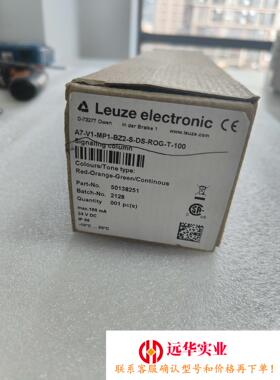 Leuze electronic
D-73277 Owen
In der Braike 1
www.leuze.com
A7-V1-MP1-BZ2-S-DS-ROG-T-100
Signaling column
Colours/Tone type:
Red-Orange-Green/Continous
Part-No. 50138251
Batch 2128
Quantity 001 pc(s)
max.100 mA
24 V DC
远华实业
联系客服确认型号和价格再下单!